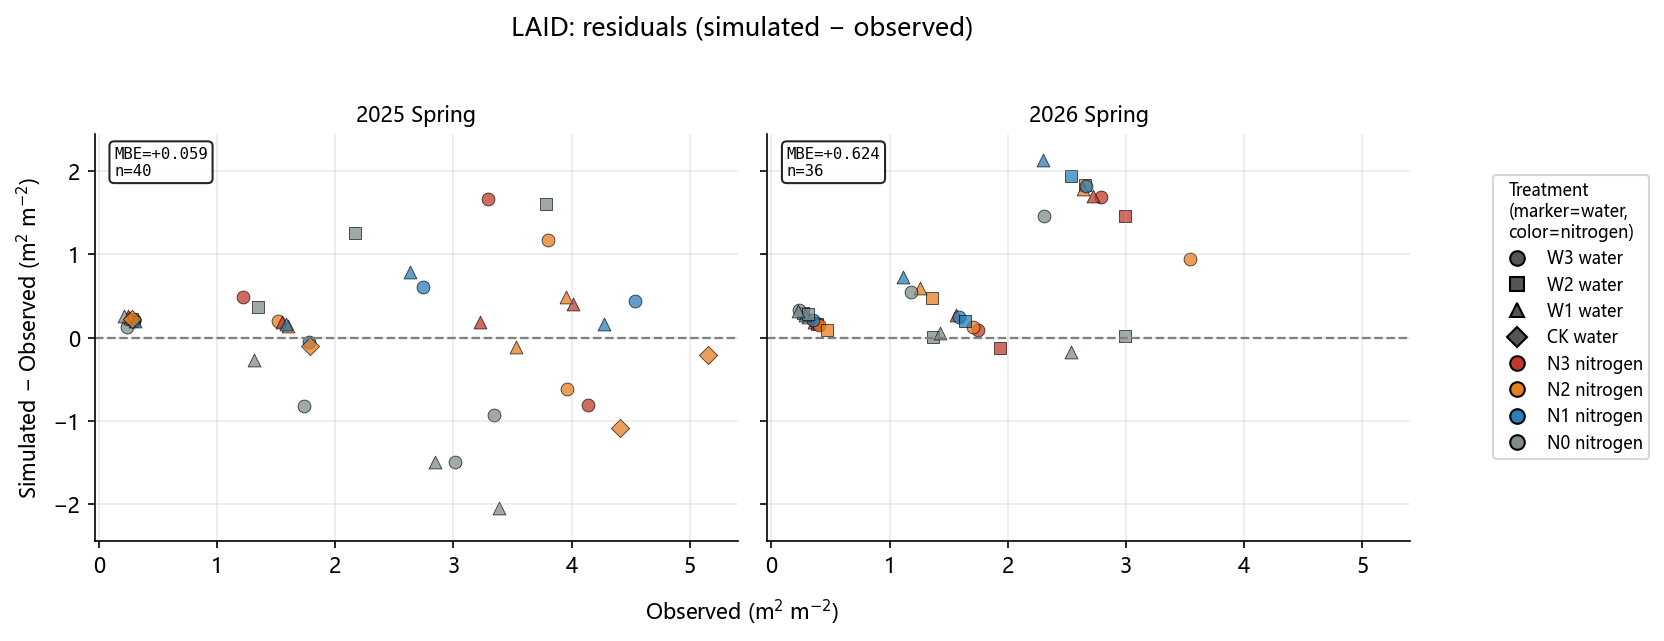 LAID: residuals (simulated − observed)
2025 Spring
2026 Spring
MBE=+0.059
n=40
MBE=+0.624
n=36
Simulated − Observed (m² m⁻²)
2
1
0
−1
−2
0 1 2 3 4 5
0 1 2 3 4 5
Observed (m² m⁻²)
Treatment
(marker=water,
color=nitrogen)
W3 water
W2 water
W1 water
CK water
N3 nitrogen
N2 nitrogen
N1 nitrogen
N0 nitrogen